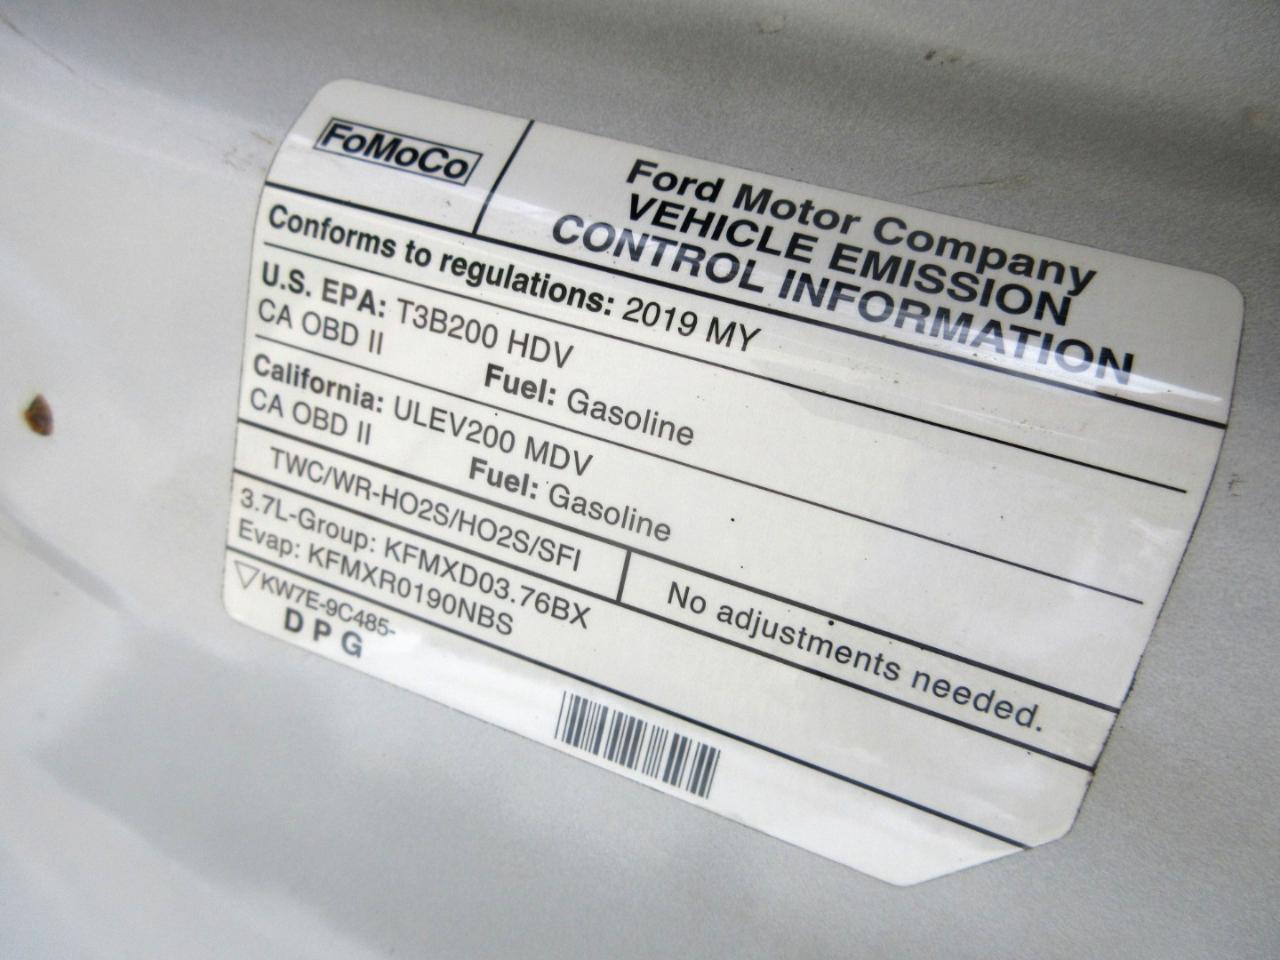 FoMoCo
Ford Motor Company
VEHICLE EMISSION
CONTROL INFORMATION
Conforms to regulations: 2019 MY
U.S. EPA: T3B200 HDV
CA OBD II Fuel: Gasoline
California: ULEV200 MDV
CA OBD II Fuel: Gasoline
TWC/WR-HO2S/HO2S/SFI
No adjustments needed.
3.7L-Group: KFMXD03.76BX
Evap: KFMXR0190NBS
▽KW7E-9C485-
D P G